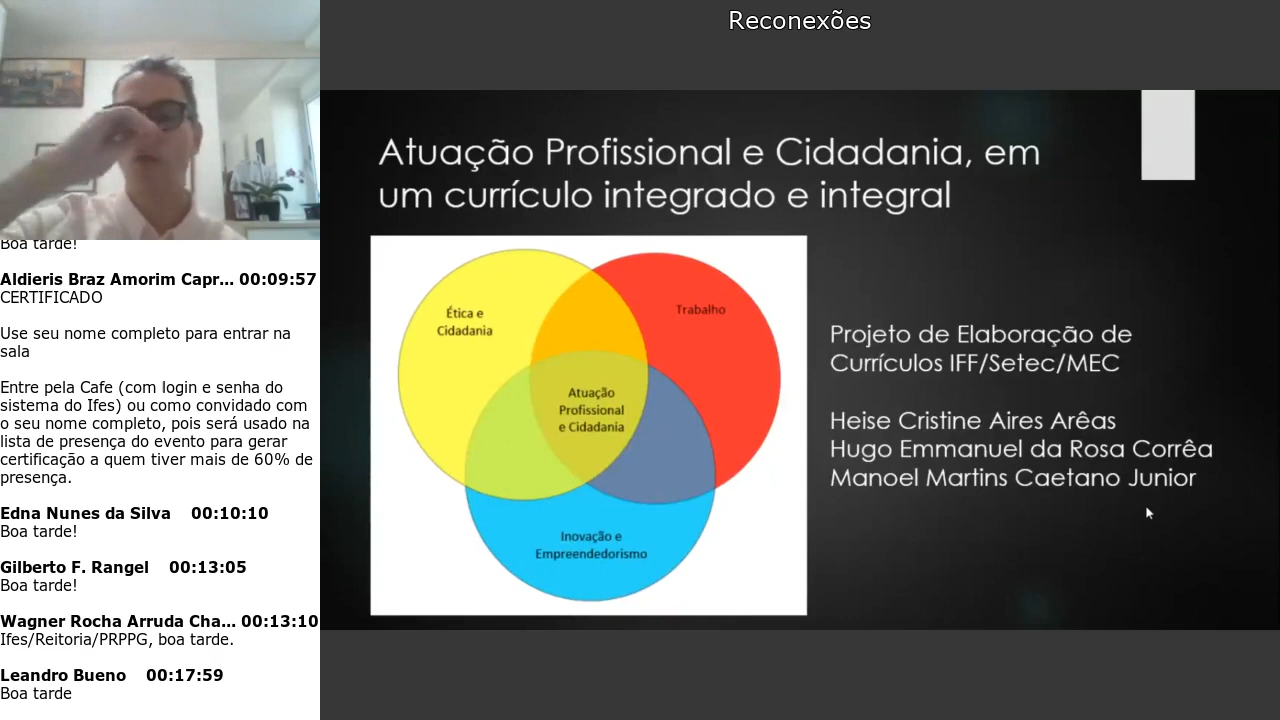 Reconexões
Boa tarde!
Aldieris Braz Amorim Capr... 00:09:57
CERTIFICADO
Use seu nome completo para entrar na
sala
Entre pela Cafe (com login e senha do
sistema do Ifes) ou como convidado com
o seu nome completo, pois será usado na
lista de presença do evento para gerar
certificação a quem tiver mais de 60% de
presença.
Edna Nunes da Silva 00:10:10
Boa tarde!
Gilberto F. Rangel 00:13:05
Boa tarde!
Wagner Rocha Arruda Cha... 00:13:10
Ifes/Reitoria/PRPPG, boa tarde.
Leandro Bueno 00:17:59
Boa tarde
Atuação Profissional e Cidadania, em
um currículo integrado e integral
Ética e
Cidadania
Trabalho
Atuação
Profissional
e Cidadania
Inovação e
Empreendedorismo
Projeto de Elaboração de
Currículos IFF/Setec/MEC
Heise Cristine Aires Arêas
Hugo Emmanuel da Rosa Corrêa
Manoel Martins Caetano Junior